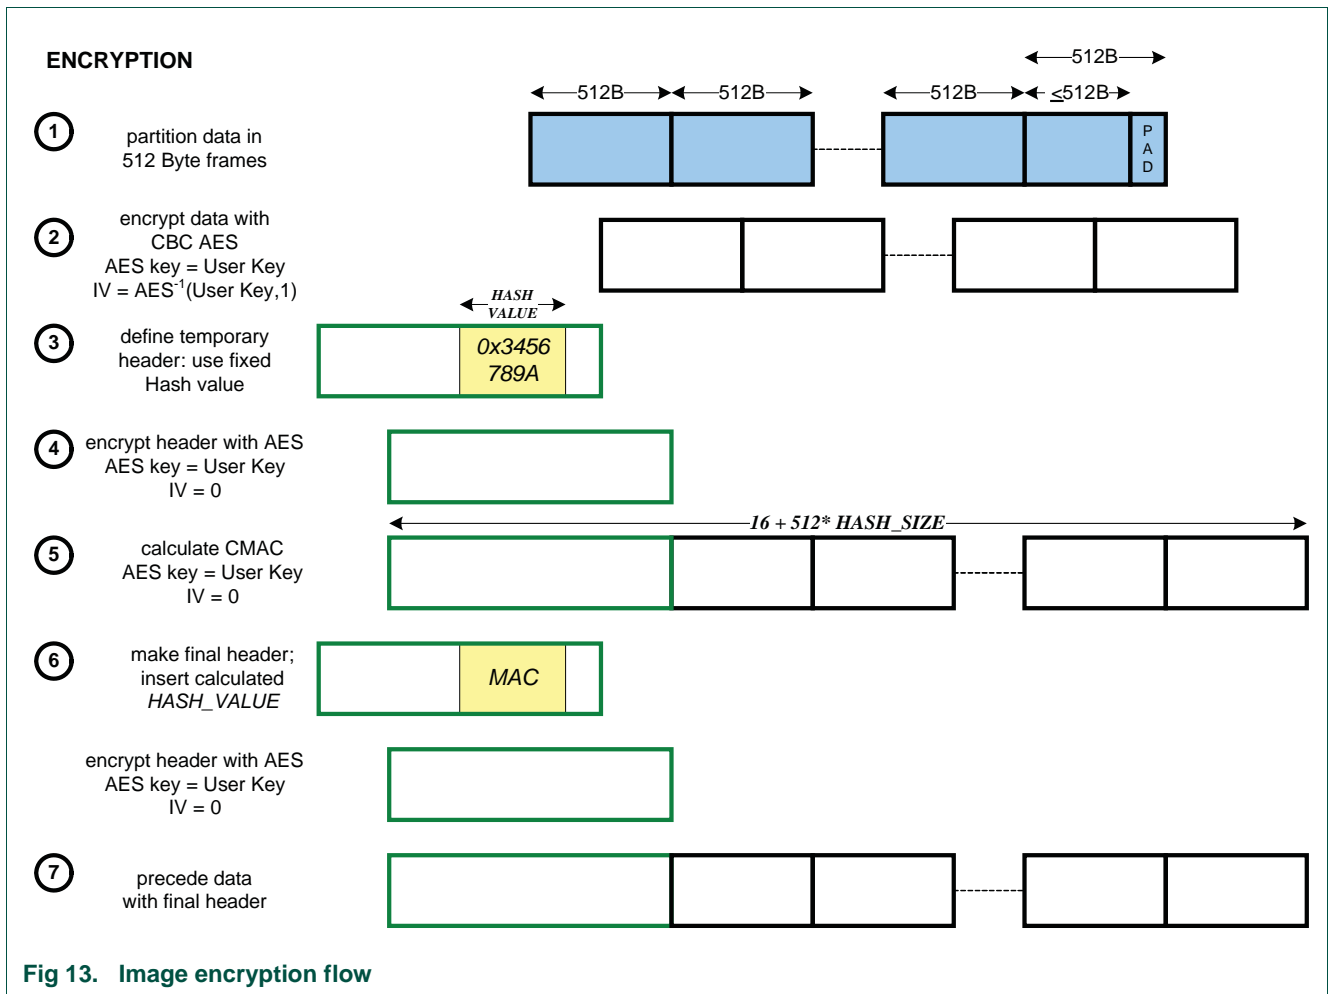 ENCRYPTION
512B
512B
512B
512B
≤512B
1
partition data in
512 Byte frames
P
A
D
2
encrypt data with
CBC AES
AES key = User Key
IV = AES⁻¹(User Key,1)
HASH
VALUE
3
define temporary
header: use fixed
Hash value
0x3456
789A
4
encrypt header with AES
AES key = User Key
IV = 0
16 + 512* HASH_SIZE
5
calculate CMAC
AES key = User Key
IV = 0
6
make final header;
insert calculated
HASH_VALUE
MAC
encrypt header with AES
AES key = User Key
IV = 0
7
precede data
with final header
Fig 13. Image encryption flow